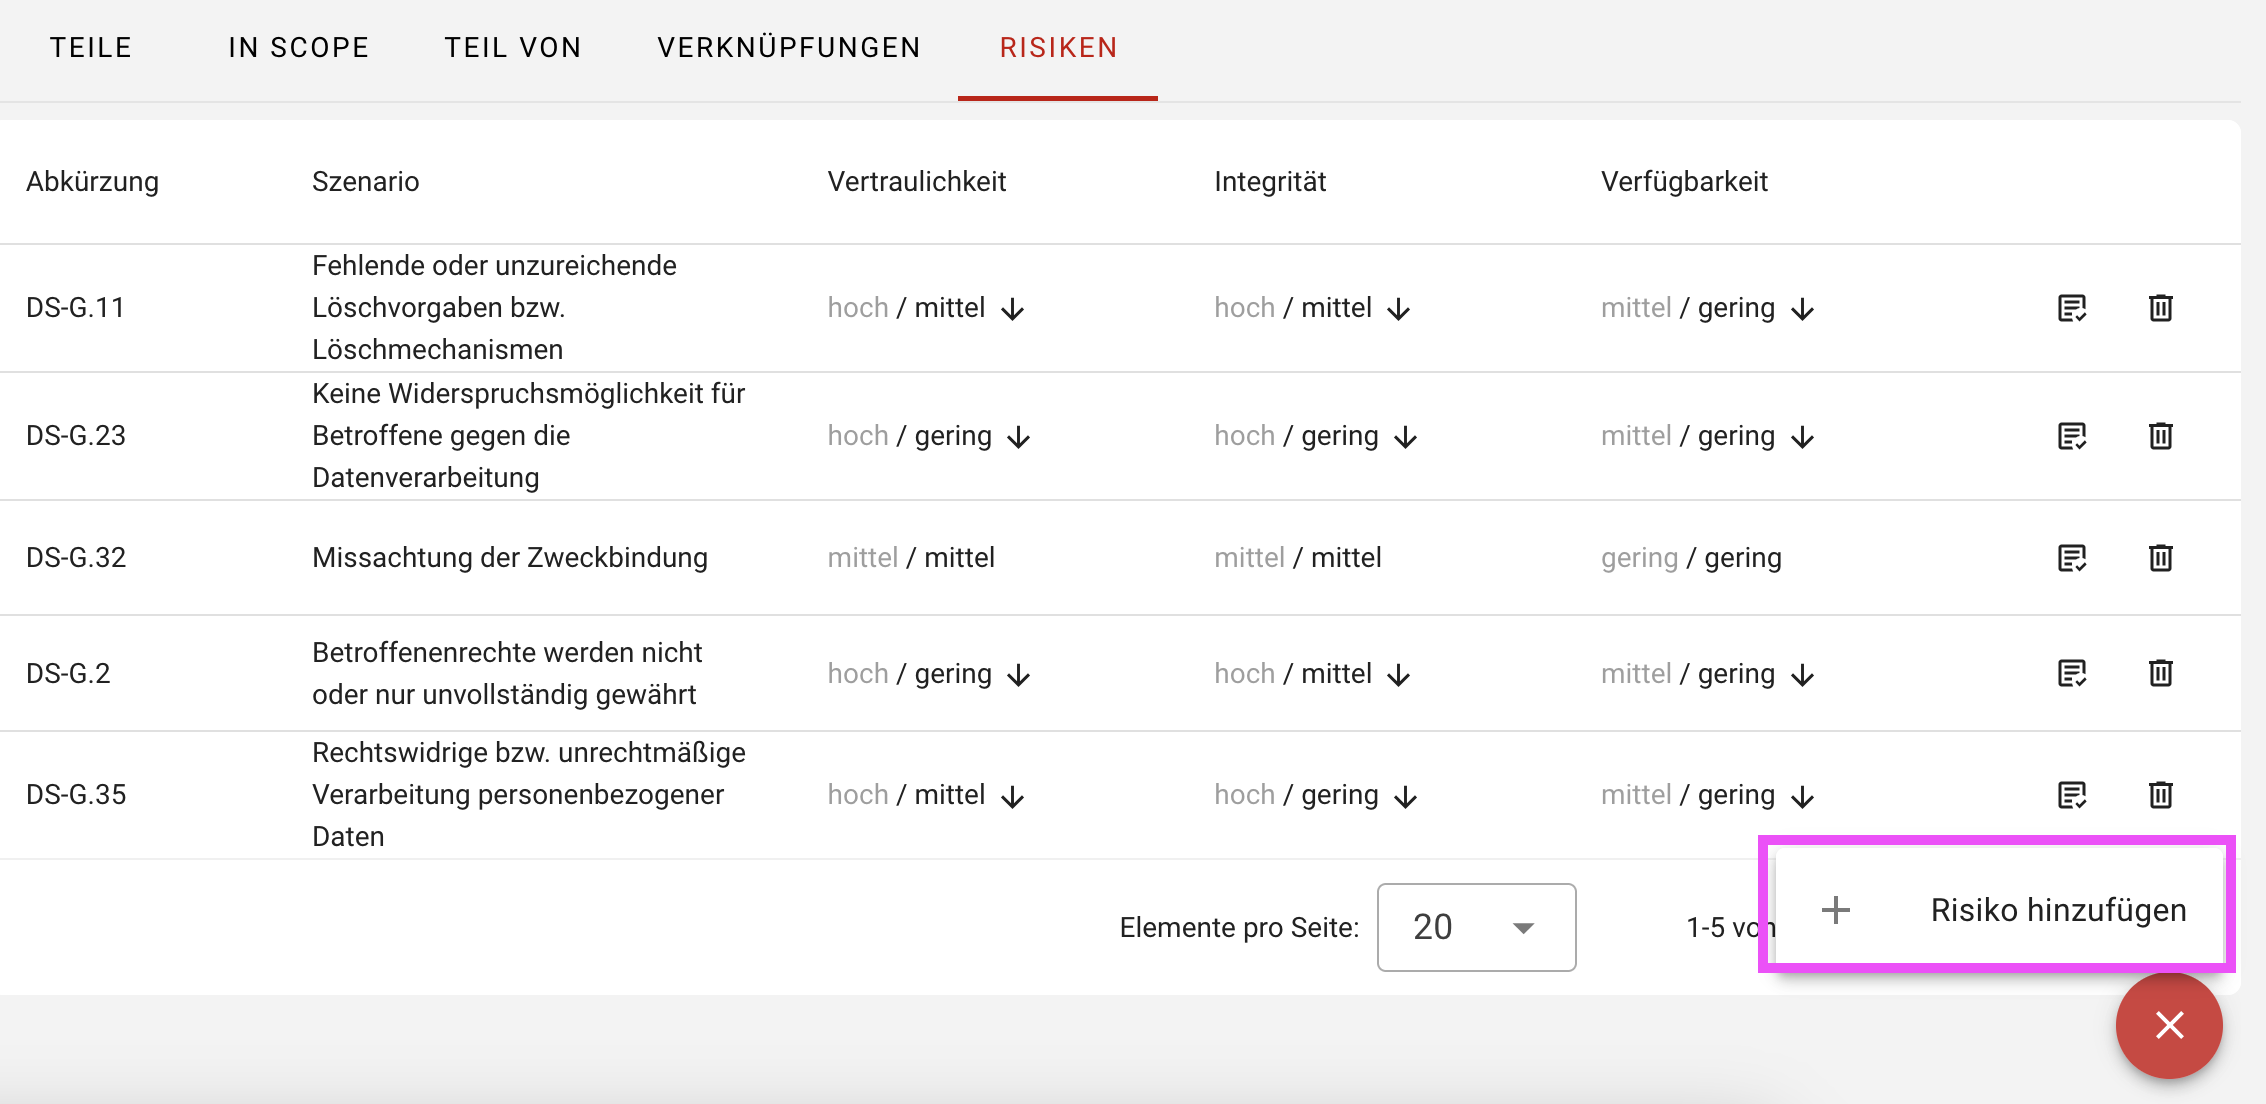 TEILE IN SCOPE TEIL VON VERKNÜPFUNGEN RISIKEN
Abkürzung Szenario Vertraulichkeit Integrität Verfügbarkeit
DS-G.11 Fehlende oder unzureichende Löschvorgaben bzw. Löschmechanismen hoch / mittel ↓ hoch / mittel ↓ mittel / gering ↓
DS-G.23 Keine Widerspruchsmöglichkeit für Betroffene gegen die Datenverarbeitung hoch / gering ↓ hoch / gering ↓ mittel / gering ↓
DS-G.32 Missachtung der Zweckbindung mittel / mittel mittel / mittel gering / gering
DS-G.2 Betroffenenrechte werden nicht oder nur unvollständig gewährt hoch / gering ↓ hoch / mittel ↓ mittel / gering ↓
DS-G.35 Rechtswidrige bzw. unrechtmäßige Verarbeitung personenbezogener Daten hoch / mittel ↓ hoch / gering ↓ mittel / gering ↓
Elemente pro Seite: 20 1-5 von
+ Risiko hinzufügen